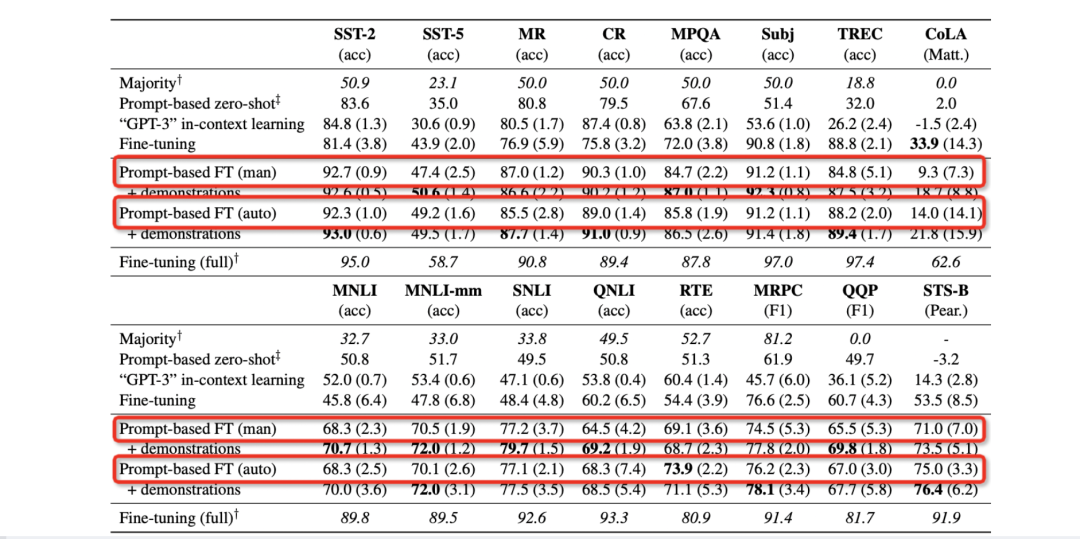 SST-2 SST-5 MR CR MPQA Subj TREC CoLA
(acc) (acc) (acc) (acc) (acc) (acc) (acc) (Matt.)
Majority† 50.9 23.1 50.0 50.0 50.0 50.0 18.8 0.0
Prompt-based zero-shot‡ 83.6 35.0 80.8 79.5 67.6 51.4 32.0 2.0
“GPT-3” in-context learning 84.8 (1.3) 30.6 (0.9) 80.5 (1.7) 87.4 (0.8) 63.8 (2.1) 53.6 (1.0) 26.2 (2.4) -1.5 (2.4)
Fine-tuning 81.4 (3.8) 43.9 (2.0) 76.9 (5.9) 75.8 (3.2) 72.0 (3.8) 90.8 (1.8) 88.8 (2.1) 33.9 (14.3)
Prompt-based FT (man) 92.7 (0.9) 47.4 (2.5) 87.0 (1.2) 90.3 (1.0) 84.7 (2.2) 91.2 (1.1) 84.8 (5.1) 9.3 (7.3)
+ demonstrations 92.6 (0.5) 50.6 (1.4) 86.6 (2.2) 90.2 (1.2) 87.0 (1.1) 92.3 (0.8) 87.5 (3.2) 18.7 (8.8)
Prompt-based FT (auto) 92.3 (1.0) 49.2 (1.6) 85.5 (2.8) 89.0 (1.4) 85.8 (1.9) 91.2 (1.1) 88.2 (2.0) 14.0 (14.1)
+ demonstrations 93.0 (0.6) 49.5 (1.7) 87.7 (1.4) 91.0 (0.9) 86.5 (2.6) 91.4 (1.8) 89.4 (1.7) 21.8 (15.9)
Fine-tuning (full)† 95.0 58.7 90.8 89.4 87.8 97.0 97.4 62.6
MNLI MNLI-mm SNLI QNLI RTE MRPC QQP STS-B
(acc) (acc) (acc) (acc) (acc) (F1) (F1) (Pear.)
Majority† 32.7 33.0 33.8 49.5 52.7 81.2 0.0 -
Prompt-based zero-shot‡ 50.8 51.7 49.5 50.8 51.3 61.9 49.7 -3.2
“GPT-3” in-context learning 52.0 (0.7) 53.4 (0.6) 47.1 (0.6) 53.8 (0.4) 60.4 (1.4) 45.7 (6.0) 36.1 (5.2) 14.3 (2.8)
Fine-tuning 45.8 (6.4) 47.8 (6.8) 48.4 (4.8) 60.2 (6.5) 54.4 (3.9) 76.6 (2.5) 60.7 (4.3) 53.5 (8.5)
Prompt-based FT (man) 68.3 (2.3) 70.5 (1.9) 77.2 (3.7) 64.5 (4.2) 69.1 (3.6) 74.5 (5.3) 65.5 (5.3) 71.0 (7.0)
+ demonstrations 70.7 (1.3) 72.0 (1.2) 79.7 (1.5) 69.2 (1.9) 68.7 (2.3) 77.8 (2.0) 69.8 (1.8) 73.5 (5.1)
Prompt-based FT (auto) 68.3 (2.5) 70.1 (2.6) 77.1 (2.1) 68.3 (7.4) 73.9 (2.2) 76.2 (2.3) 67.0 (3.0) 75.0 (3.3)
+ demonstrations 70.0 (3.6) 72.0 (3.1) 77.5 (3.5) 68.5 (5.4) 71.1 (5.3) 78.1 (3.4) 67.7 (5.8) 76.4 (6.2)
Fine-tuning (full)† 89.8 89.5 92.6 93.3 80.9 91.4 81.7 91.9